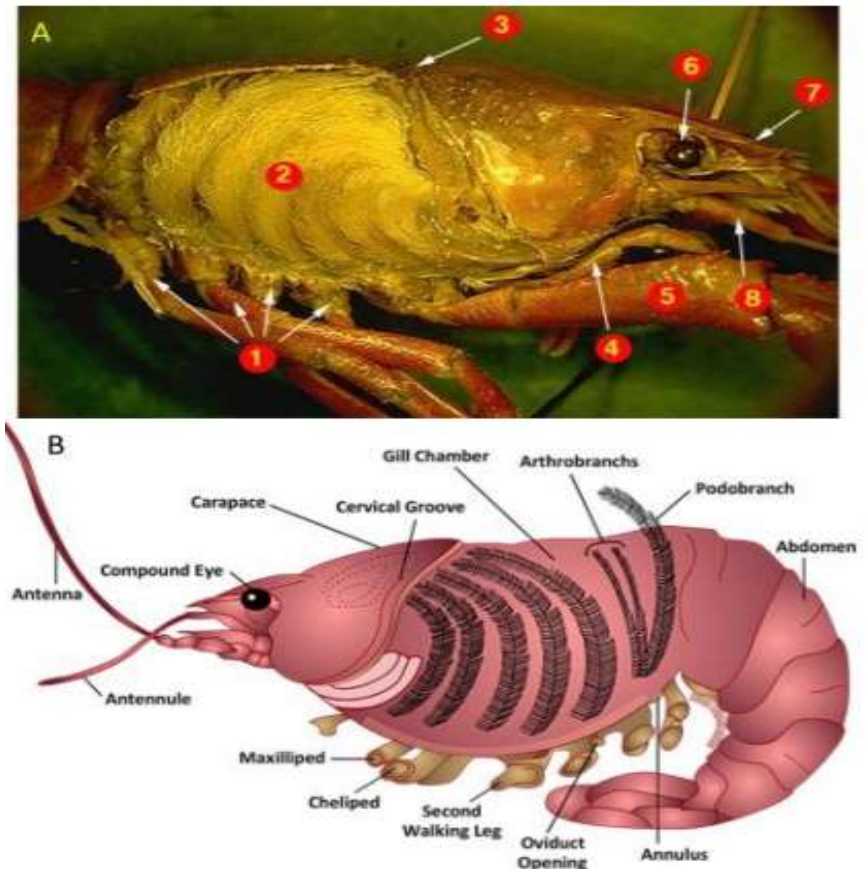 A
3
6
7
2
5
8
1
4
B
Gill Chamber
Arthrobranchs
Carapace
Cervical Groove
Podobranch
Compound Eye
Abdomen
Antenna
Antennule
Maxilliped
Cheliped
Second
Walking Leg
Oviduct
Opening
Annulus